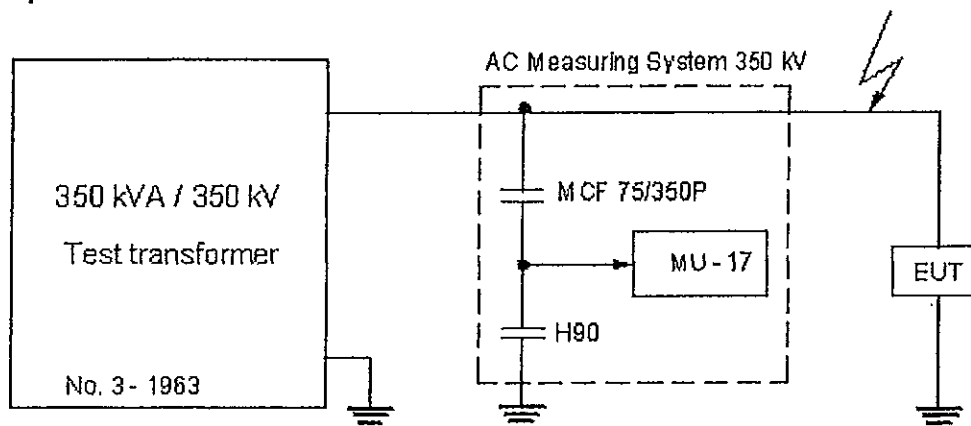 AC Measuring System 350 kV
350 kVA / 350 kV
Test transformer
No. 3 - 1963
MCF 75/350P
MU - 17
H90
EUT